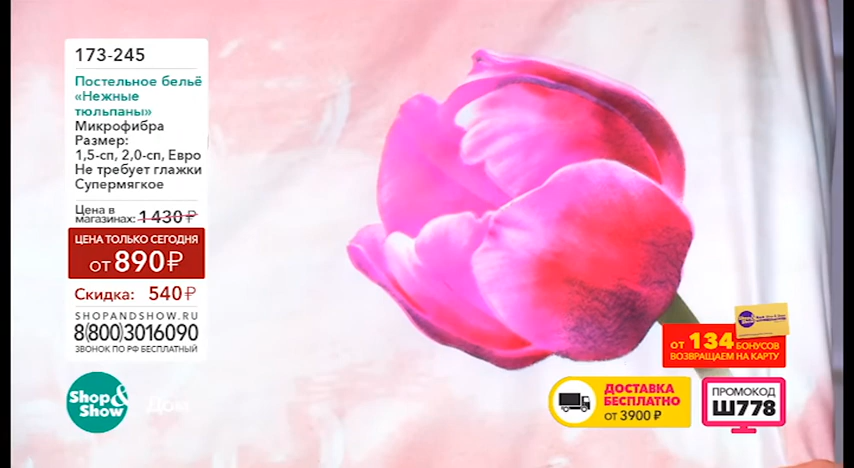 173-245
Постельное бельё
«Нежные
тюльпаны»
Микрофибра
Размер:
1,5-сп, 2,0-сп, Евро
Не требует глажки
Супермягкое
Цена в
магазинах: 1 430 ₽
ЦЕНА ТОЛЬКО СЕГОДНЯ
от 890 ₽
Скидка: 540 ₽
SHOPANDSHOW.RU
8(800)3016090
ЗВОНОК ПО РФ БЕСПЛАТНЫЙ
Shop&
Show
Дом
от 134 БОНУСОВ
ВОЗВРАЩАЕМ НА КАРТУ
ДОСТАВКА
БЕСПЛАТНО
от 3900 ₽
ПРОМОКОД
Ш778